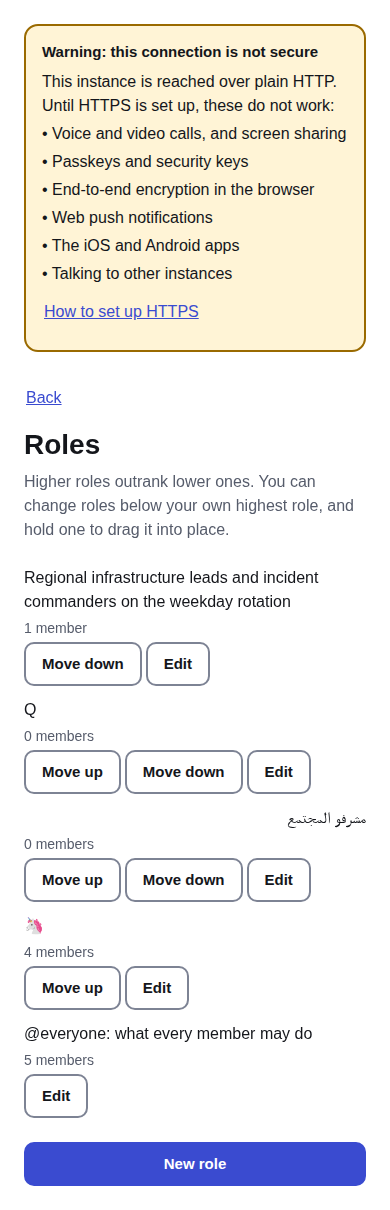 Warning: this connection is not secure
This instance is reached over plain HTTP.
Until HTTPS is set up, these do not work:
• Voice and video calls, and screen sharing
• Passkeys and security keys
• End-to-end encryption in the browser
• Web push notifications
• The iOS and Android apps
• Talking to other instances
How to set up HTTPS
Back
Roles
Higher roles outrank lower ones. You can
change roles below your own highest role, and
hold one to drag it into place.
Regional infrastructure leads and incident
commanders on the weekday rotation
1 member
Move down Edit
Q
0 members
Move up Move down Edit
مشرفو المجتمع
0 members
Move up Move down Edit
🦄
4 members
Move up Edit
@everyone: what every member may do
5 members
Edit
New role